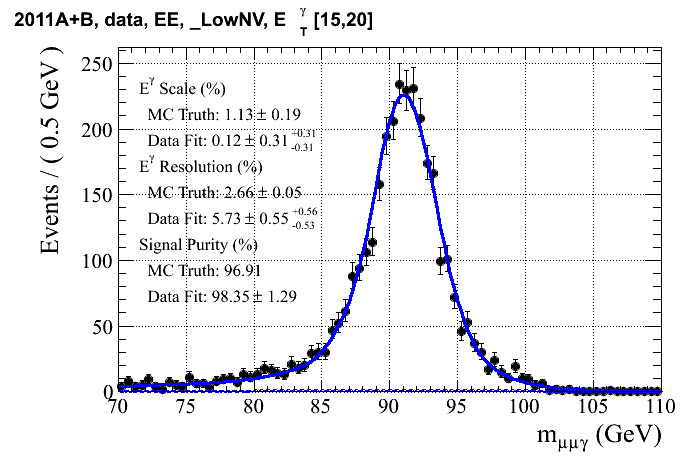 2011A+B, data, EE, _LowNV, E γ T [15,20]
Events / ( 0.5 GeV )
250
200
150
100
50
0
Eγ Scale (%)
MC Truth: 1.13 ± 0.19
Data Fit: 0.12 ± 0.31 +0.31 -0.31
Eγ Resolution (%)
MC Truth: 2.66 ± 0.05
Data Fit: 5.73 ± 0.55 +0.56 -0.53
Signal Purity (%)
MC Truth: 96.91
Data Fit: 98.35 ± 1.29
70 75 80 85 90 95 100 105 110
mμμγ (GeV)